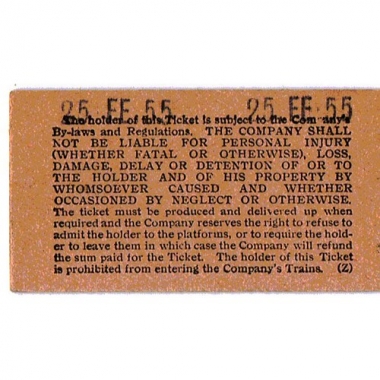 25 FE 55 25 FE 55
The holder of this Ticket is subject to the Company's
By-laws and Regulations. THE COMPANY SHALL
NOT BE LIABLE FOR PERSONAL INJURY
(WHETHER FATAL OR OTHERWISE), LOSS,
DAMAGE, DELAY OR DETENTION OF OR TO
THE HOLDER AND OF HIS PROPERTY BY
WHOMSOEVER CAUSED AND WHETHER
OCCASIONED BY NEGLECT OR OTHERWISE.
The ticket must be produced and delivered up when
required and the Company reserves the right to refuse to
admit the holder to the platforms, or to require the hold-
er to leave them in which case the Company will refund
the sum paid for the Ticket. The holder of this Ticket
is prohibited from entering the Company's Trains. (Z)